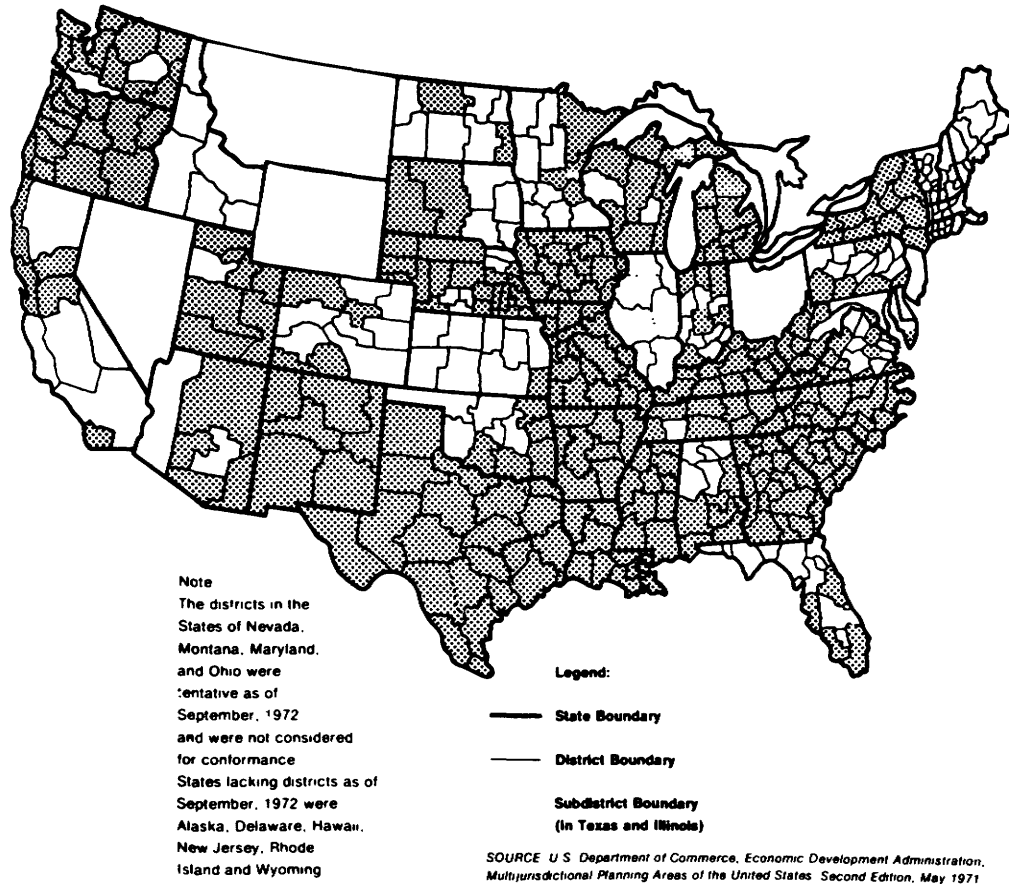 Note
The districts in the
States of Nevada,
Montana, Maryland,
and Ohio were
tentative as of
September, 1972
and were not considered
for conformance
States lacking districts as of
September, 1972 were
Alaska, Delaware, Hawaii,
New Jersey, Rhode
Island and Wyoming
Legend:
State Boundary
District Boundary
Subdistrict Boundary
(in Texas and Illinois)
SOURCE U S Department of Commerce, Economic Development Administration,
Multijurisdictional Planning Areas of the United States Second Edition, May 1971